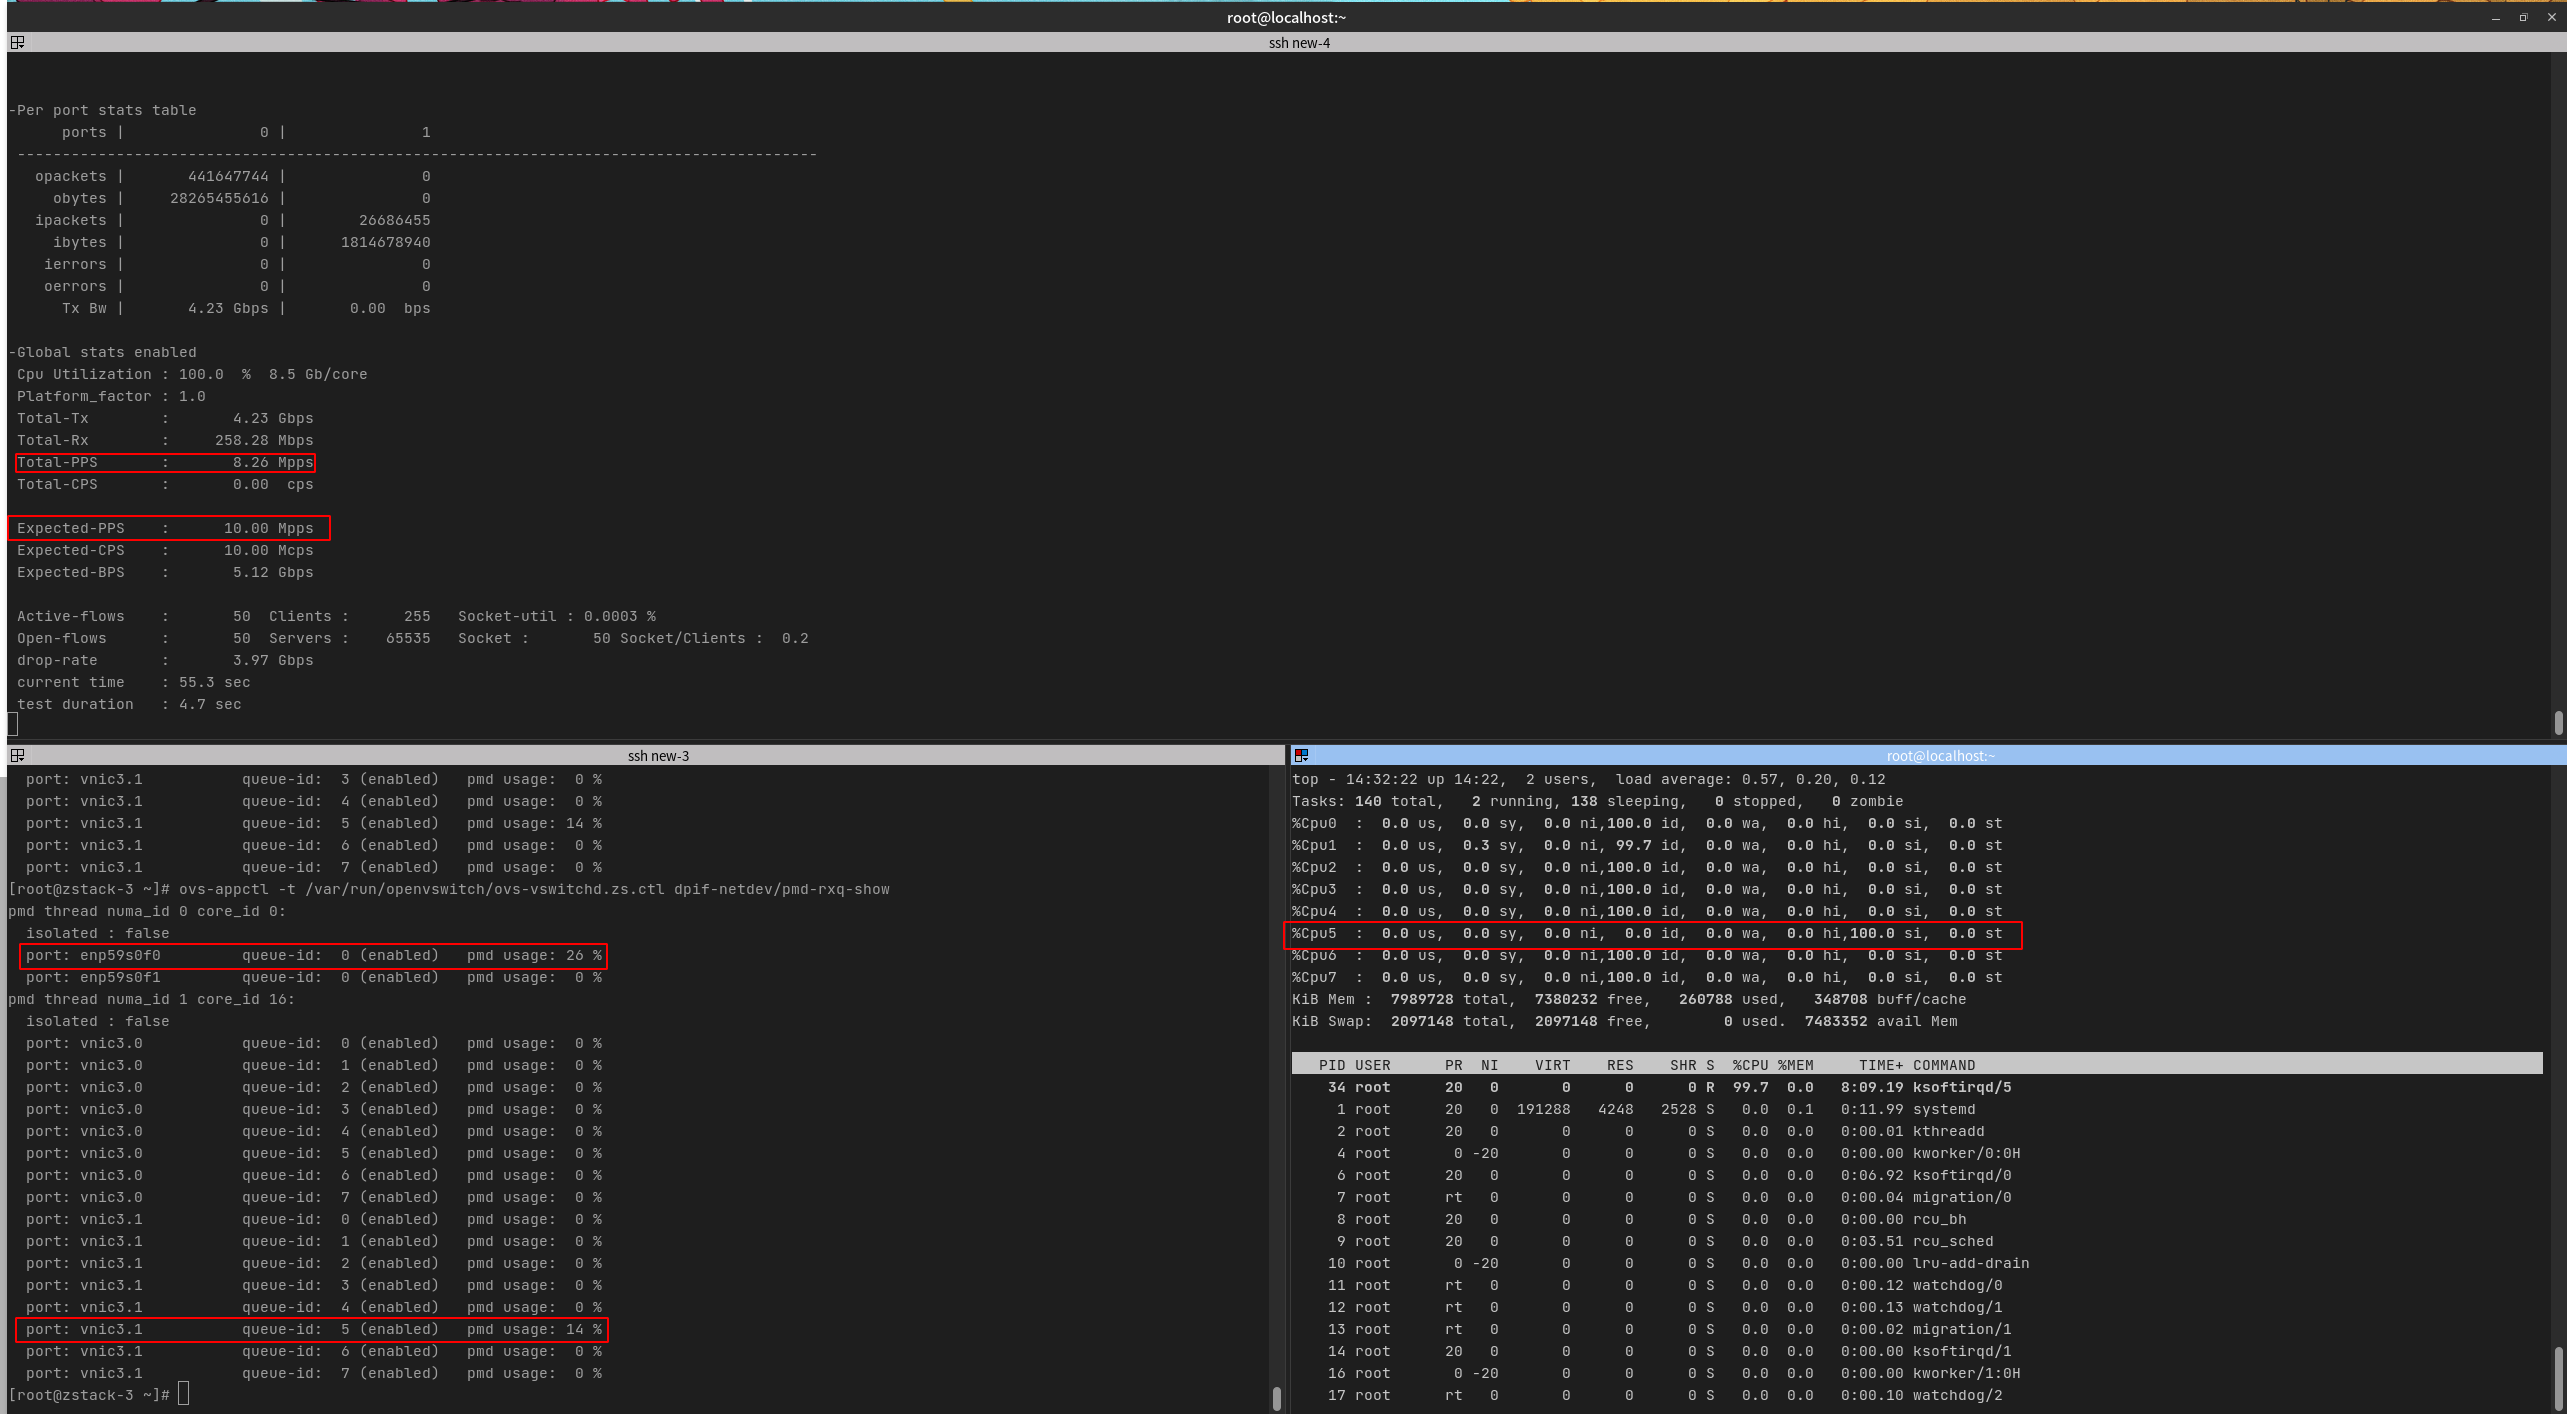 root@localhost:~
ssh new-4
-Per port stats table
ports | 0 | 1
-----------------------------------------------------------------------------------------
opackets | 441647744 | 0
obytes | 28265455616 | 0
ipackets | 0 | 26686455
ibytes | 0 | 1814678940
ierrors | 0 | 0
oerrors | 0 | 0
Tx Bw | 4.23 Gbps | 0.00 bps
-Global stats enabled
Cpu Utilization : 100.0 % 8.5 Gb/core
Platform_factor : 1.0
Total-Tx : 4.23 Gbps
Total-Rx : 258.28 Mbps
Total-PPS : 8.26 Mpps
Total-CPS : 0.00 cps
Expected-PPS : 10.00 Mpps
Expected-CPS : 10.00 Mcps
Expected-BPS : 5.12 Gbps
Active-flows : 50 Clients : 255 Socket-util : 0.0003 %
Open-flows : 50 Servers : 65535 Socket : 50 Socket/Clients : 0.2
drop-rate : 3.97 Gbps
current time : 55.3 sec
test duration : 4.7 sec
ssh new-3
port: vnic3.1 queue-id: 3 (enabled) pmd usage: 0 %
port: vnic3.1 queue-id: 4 (enabled) pmd usage: 0 %
port: vnic3.1 queue-id: 5 (enabled) pmd usage: 14 %
port: vnic3.1 queue-id: 6 (enabled) pmd usage: 0 %
port: vnic3.1 queue-id: 7 (enabled) pmd usage: 0 %
[root@zstack-3 ~]# ovs-appctl -t /var/run/openvswitch/ovs-vswitchd.zs.ctl dpif-netdev/pmd-rxq-show
pmd thread numa_id 0 core_id 0:
isolated : false
port: enp59s0f0 queue-id: 0 (enabled) pmd usage: 26 %
port: enp59s0f1 queue-id: 0 (enabled) pmd usage: 0 %
pmd thread numa_id 1 core_id 16:
isolated : false
port: vnic3.0 queue-id: 0 (enabled) pmd usage: 0 %
port: vnic3.0 queue-id: 1 (enabled) pmd usage: 0 %
port: vnic3.0 queue-id: 2 (enabled) pmd usage: 0 %
port: vnic3.0 queue-id: 3 (enabled) pmd usage: 0 %
port: vnic3.0 queue-id: 4 (enabled) pmd usage: 0 %
port: vnic3.0 queue-id: 5 (enabled) pmd usage: 0 %
port: vnic3.0 queue-id: 6 (enabled) pmd usage: 0 %
port: vnic3.0 queue-id: 7 (enabled) pmd usage: 0 %
port: vnic3.1 queue-id: 0 (enabled) pmd usage: 0 %
port: vnic3.1 queue-id: 1 (enabled) pmd usage: 0 %
port: vnic3.1 queue-id: 2 (enabled) pmd usage: 0 %
port: vnic3.1 queue-id: 3 (enabled) pmd usage: 0 %
port: vnic3.1 queue-id: 4 (enabled) pmd usage: 0 %
port: vnic3.1 queue-id: 5 (enabled) pmd usage: 14 %
port: vnic3.1 queue-id: 6 (enabled) pmd usage: 0 %
port: vnic3.1 queue-id: 7 (enabled) pmd usage: 0 %
[root@zstack-3 ~]#
root@localhost:~
top - 14:32:22 up 14:22, 2 users, load average: 0.57, 0.20, 0.12
Tasks: 140 total, 2 running, 138 sleeping, 0 stopped, 0 zombie
%Cpu0 : 0.0 us, 0.0 sy, 0.0 ni,100.0 id, 0.0 wa, 0.0 hi, 0.0 si, 0.0 st
%Cpu1 : 0.0 us, 0.3 sy, 0.0 ni, 99.7 id, 0.0 wa, 0.0 hi, 0.0 si, 0.0 st
%Cpu2 : 0.0 us, 0.0 sy, 0.0 ni,100.0 id, 0.0 wa, 0.0 hi, 0.0 si, 0.0 st
%Cpu3 : 0.0 us, 0.0 sy, 0.0 ni,100.0 id, 0.0 wa, 0.0 hi, 0.0 si, 0.0 st
%Cpu4 : 0.0 us, 0.0 sy, 0.0 ni,100.0 id, 0.0 wa, 0.0 hi, 0.0 si, 0.0 st
%Cpu5 : 0.0 us, 0.0 sy, 0.0 ni, 0.0 id, 0.0 wa, 0.0 hi,100.0 si, 0.0 st
%Cpu6 : 0.0 us, 0.0 sy, 0.0 ni,100.0 id, 0.0 wa, 0.0 hi, 0.0 si, 0.0 st
%Cpu7 : 0.0 us, 0.0 sy, 0.0 ni,100.0 id, 0.0 wa, 0.0 hi, 0.0 si, 0.0 st
KiB Mem : 7989728 total, 7380232 free, 260788 used, 348708 buff/cache
KiB Swap: 2097148 total, 2097148 free, 0 used. 7483352 avail Mem
PID USER PR NI VIRT RES SHR S %CPU %MEM TIME+ COMMAND
34 root 20 0 0 0 0 R 99.7 0.0 8:09.19 ksoftirqd/5
1 root 20 0 191288 4248 2528 S 0.0 0.1 0:11.99 systemd
2 root 20 0 0 0 0 S 0.0 0.0 0:00.01 kthreadd
4 root 0 -20 0 0 0 S 0.0 0.0 0:00.00 kworker/0:0H
6 root 20 0 0 0 0 S 0.0 0.0 0:06.92 ksoftirqd/0
7 root rt 0 0 0 0 S 0.0 0.0 0:00.04 migration/0
8 root 20 0 0 0 0 S 0.0 0.0 0:00.00 rcu_bh
9 root 20 0 0 0 0 S 0.0 0.0 0:03.51 rcu_sched
10 root 0 -20 0 0 0 S 0.0 0.0 0:00.00 lru-add-drain
11 root rt 0 0 0 0 S 0.0 0.0 0:00.12 watchdog/0
12 root rt 0 0 0 0 S 0.0 0.0 0:00.13 watchdog/1
13 root rt 0 0 0 0 S 0.0 0.0 0:00.02 migration/1
14 root 20 0 0 0 0 S 0.0 0.0 0:00.00 ksoftirqd/1
16 root 0 -20 0 0 0 S 0.0 0.0 0:00.00 kworker/1:0H
17 root rt 0 0 0 0 S 0.0 0.0 0:00.10 watchdog/2